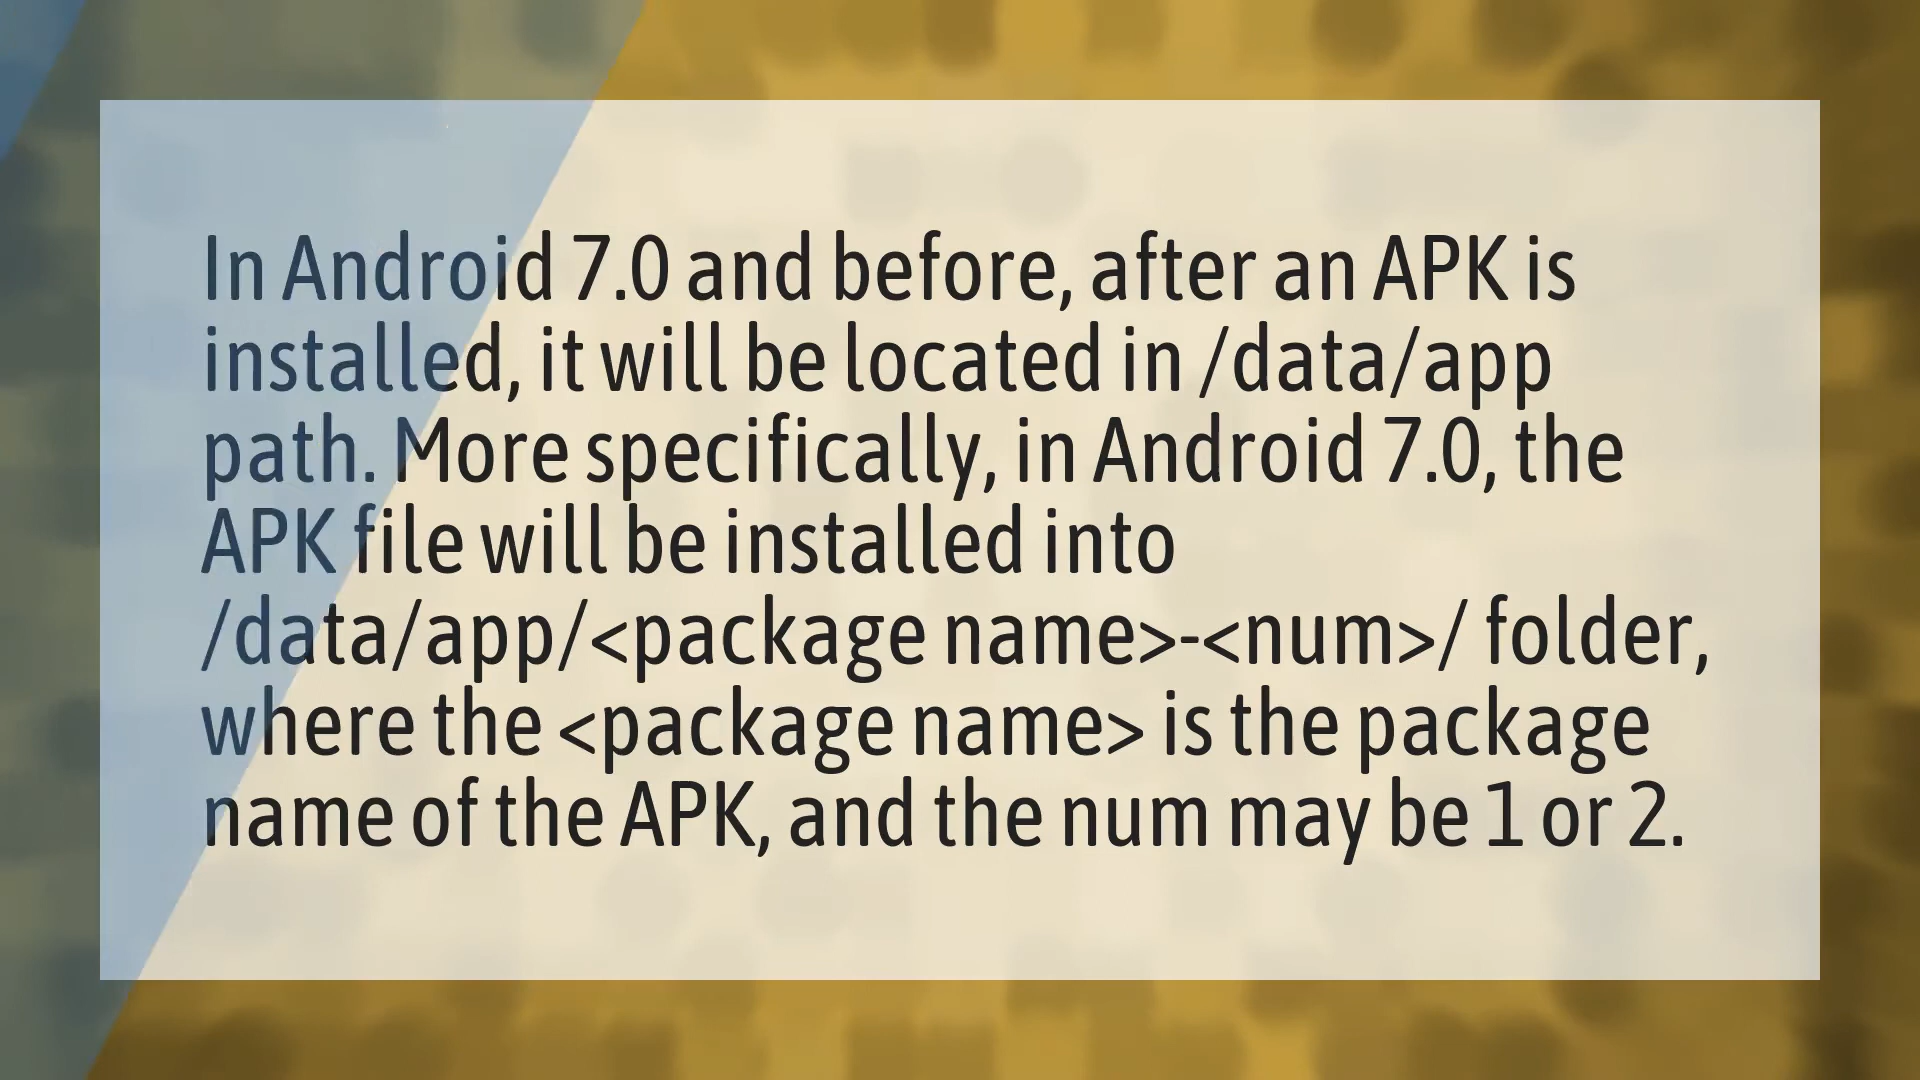 In Android 7.0 and before, after an APK is
installed, it will be located in /data/app
path. More specifically, in Android 7.0, the
APK file will be installed into
/data/app/<package name>-<num>/ folder,
where the <package name> is the package
name of the APK, and the num may be 1 or 2.